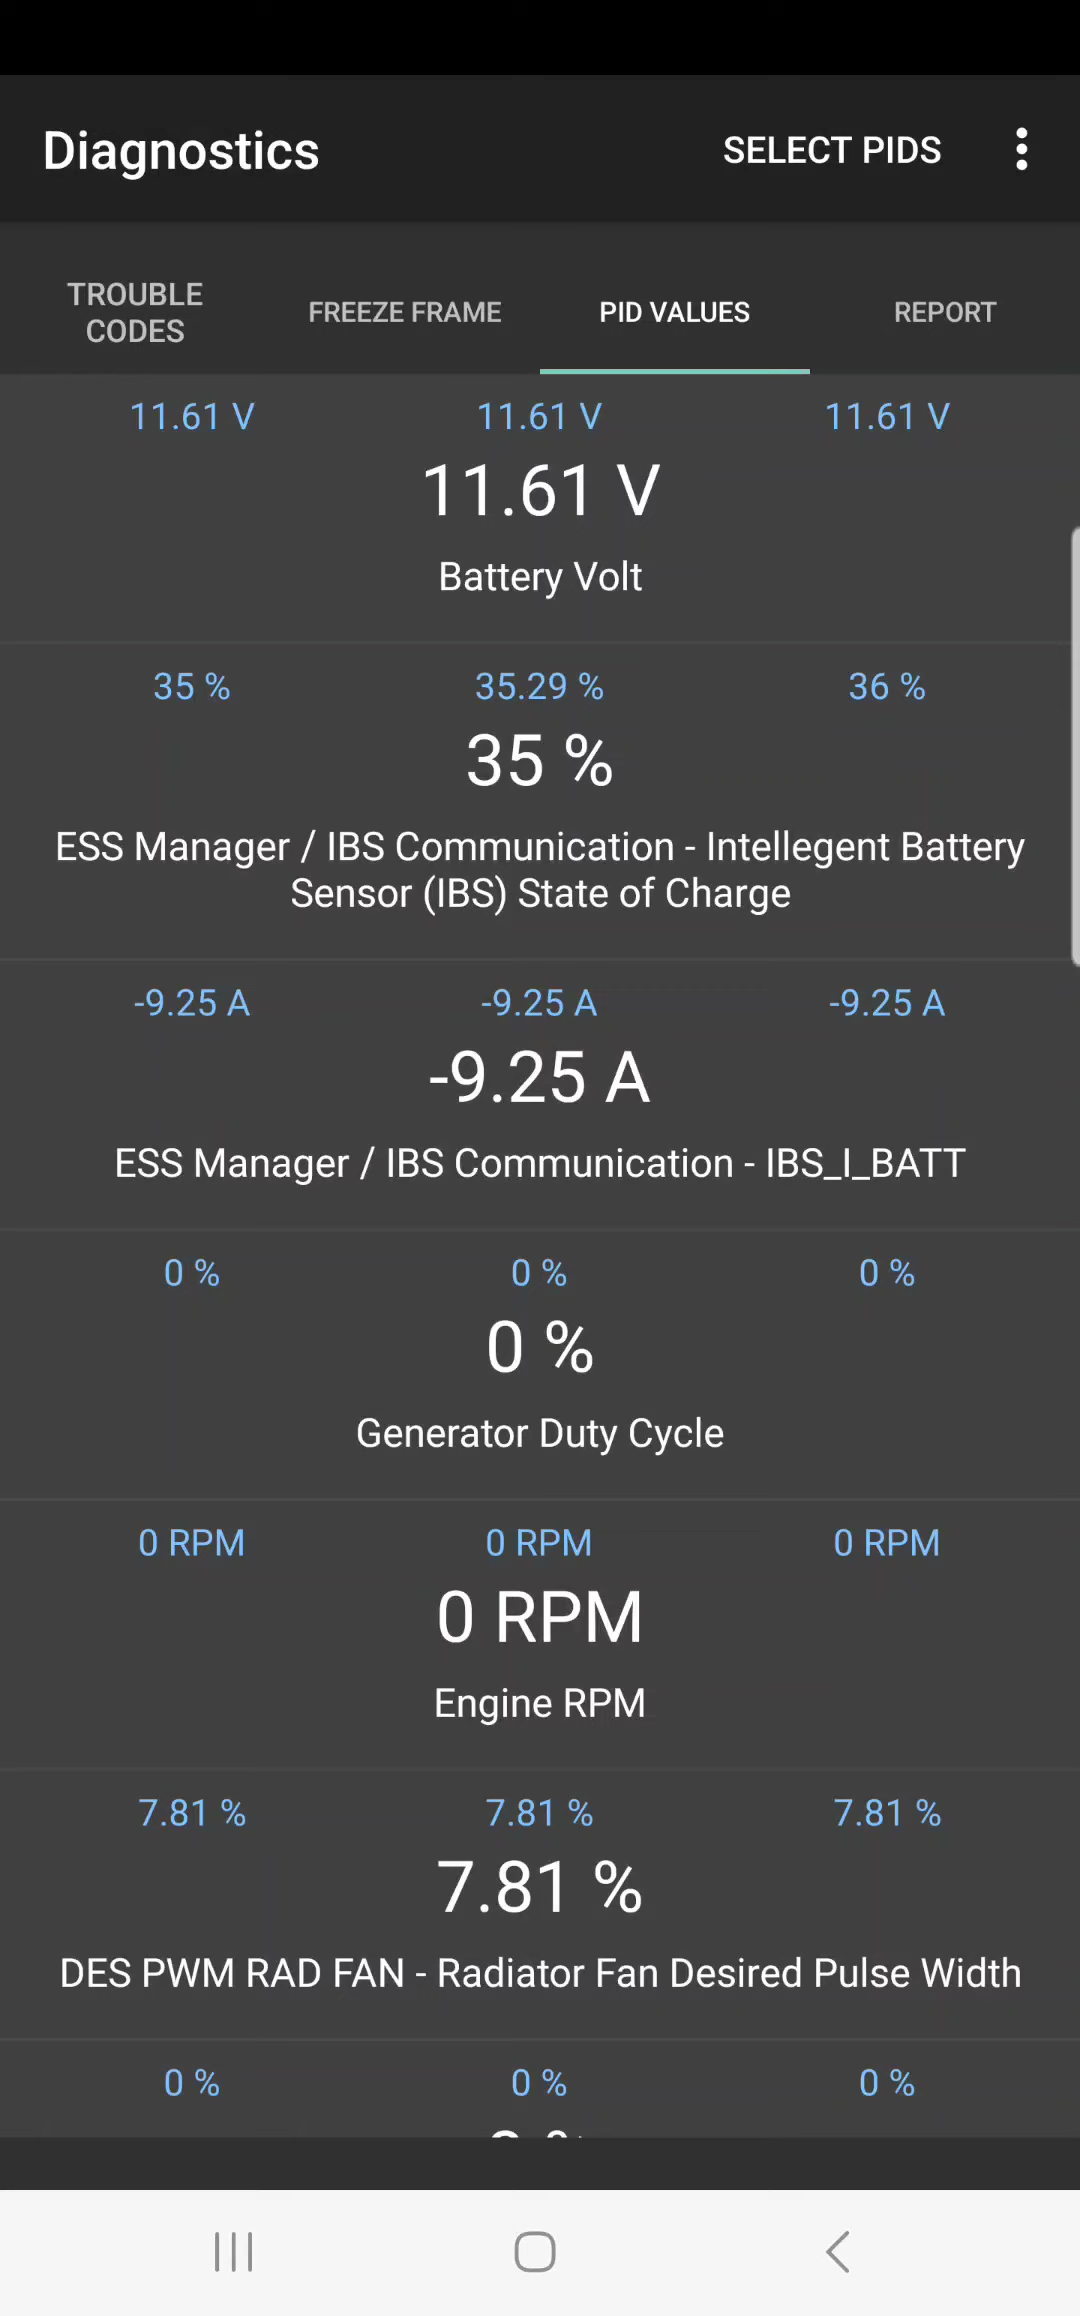 Diagnostics
SELECT PIDS
TROUBLE
CODES
FREEZE FRAME
PID VALUES
REPORT
11.61 V 11.61 V 11.61 V
11.61 V
Battery Volt
35 % 35.29 % 36 %
35 %
ESS Manager / IBS Communication - Intellegent Battery
Sensor (IBS) State of Charge
-9.25 A -9.25 A -9.25 A
-9.25 A
ESS Manager / IBS Communication - IBS_I_BATT
0 % 0 % 0 %
0 %
Generator Duty Cycle
0 RPM 0 RPM 0 RPM
0 RPM
Engine RPM
7.81 % 7.81 % 7.81 %
7.81 %
DES PWM RAD FAN - Radiator Fan Desired Pulse Width
0 % 0 % 0 %